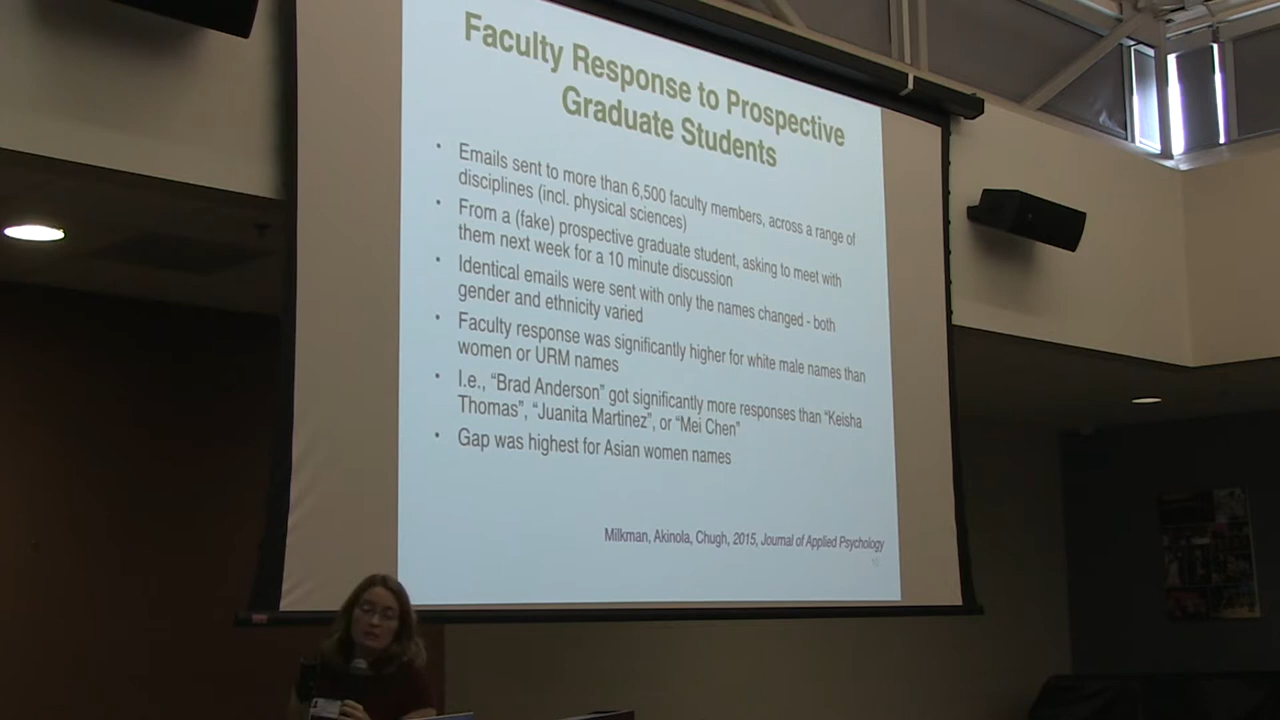 Faculty Response to Prospective
Graduate Students
• Emails sent to more than 6,500 faculty members, across a range of
disciplines (incl. physical sciences)
• From a (fake) prospective graduate student, asking to meet with
them next week for a 10 minute discussion
• Identical emails were sent with only the names changed - both
gender and ethnicity varied
• Faculty response was significantly higher for white male names than
women or URM names
• I.e., “Brad Anderson” got significantly more responses than “Keisha
Thomas”, “Juanita Martinez”, or “Mei Chen”
• Gap was highest for Asian women names
Milkman, Akinola, Chugh, 2015, Journal of Applied Psychology